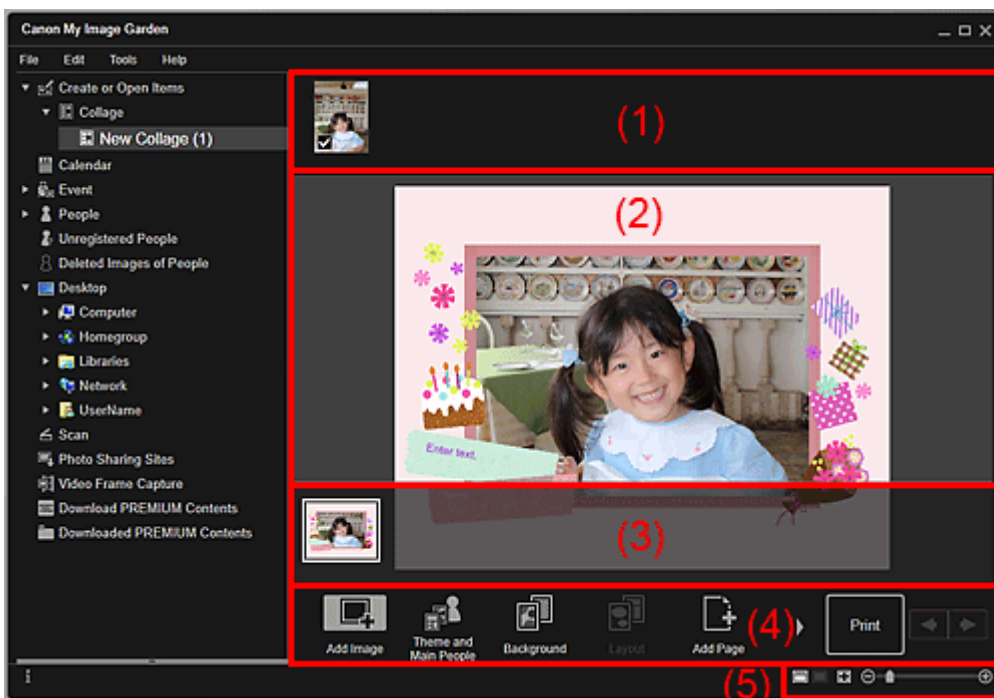 Canon My Image Garden
File Edit Tools Help
Create or Open Items
Collage
New Collage (1)
Calendar
Event
People
Unregistered People
Deleted Images of People
Desktop
Computer
Homegroup
Libraries
Network
UserName
Scan
Photo Sharing Sites
Video Frame Capture
Download PREMIUM Contents
Downloaded PREMIUM Contents
(1)
(2)
Enter text.
(3)
Add Image
Theme and
Main People
Background
Layout
Add Page
(4)
Print
(5)